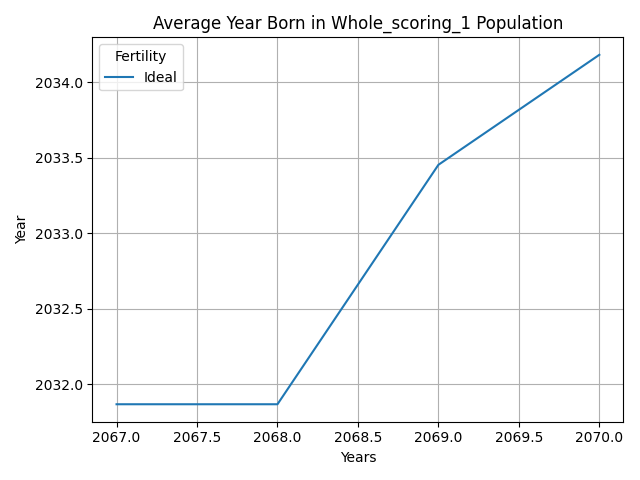 Average Year Born in Whole_scoring_1 Population
Fertility
Ideal
2034.0
2033.5
2033.0
2032.5
2032.0
Year
2067.0 2067.5 2068.0 2068.5 2069.0 2069.5 2070.0
Years